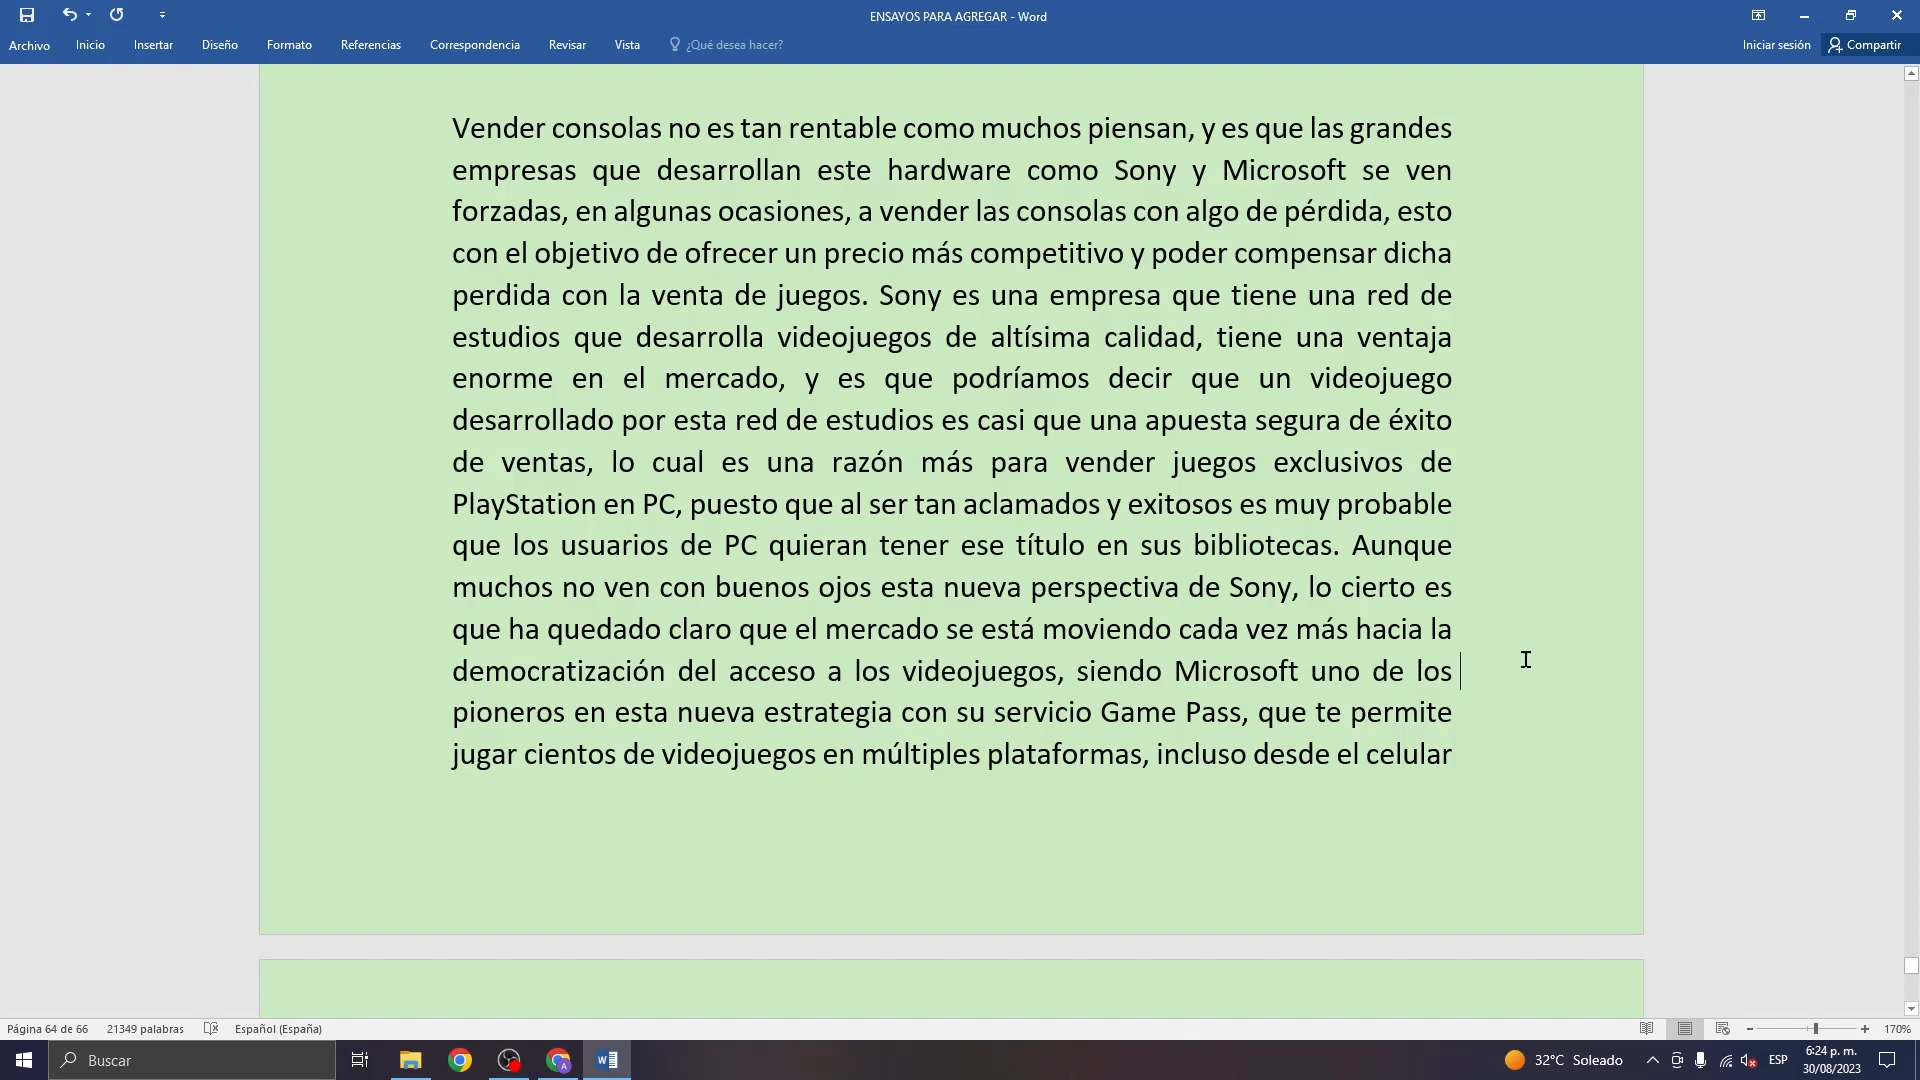 ENSAYOS PARA AGREGAR - Word
Archivo Inicio Insertar Diseño Formato Referencias Correspondencia Revisar Vista ¿Qué desea hacer? Iniciar sesión Compartir
Vender consolas no es tan rentable como muchos piensan, y es que las grandes
empresas que desarrollan este hardware como Sony y Microsoft se ven
forzadas, en algunas ocasiones, a vender las consolas con algo de pérdida, esto
con el objetivo de ofrecer un precio más competitivo y poder compensar dicha
perdida con la venta de juegos. Sony es una empresa que tiene una red de
estudios que desarrolla videojuegos de altísima calidad, tiene una ventaja
enorme en el mercado, y es que podríamos decir que un videojuego
desarrollado por esta red de estudios es casi que una apuesta segura de éxito
de ventas, lo cual es una razón más para vender juegos exclusivos de
PlayStation en PC, puesto que al ser tan aclamados y exitosos es muy probable
que los usuarios de PC quieran tener ese título en sus bibliotecas. Aunque
muchos no ven con buenos ojos esta nueva perspectiva de Sony, lo cierto es
que ha quedado claro que el mercado se está moviendo cada vez más hacia la
democratización del acceso a los videojuegos, siendo Microsoft uno de los
pioneros en esta nueva estrategia con su servicio Game Pass, que te permite
jugar cientos de videojuegos en múltiples plataformas, incluso desde el celular
Página 64 de 66 21349 palabras Español (España) 170%
Buscar 32°C Soleado ESP 6:24 p. m.
30/08/2023